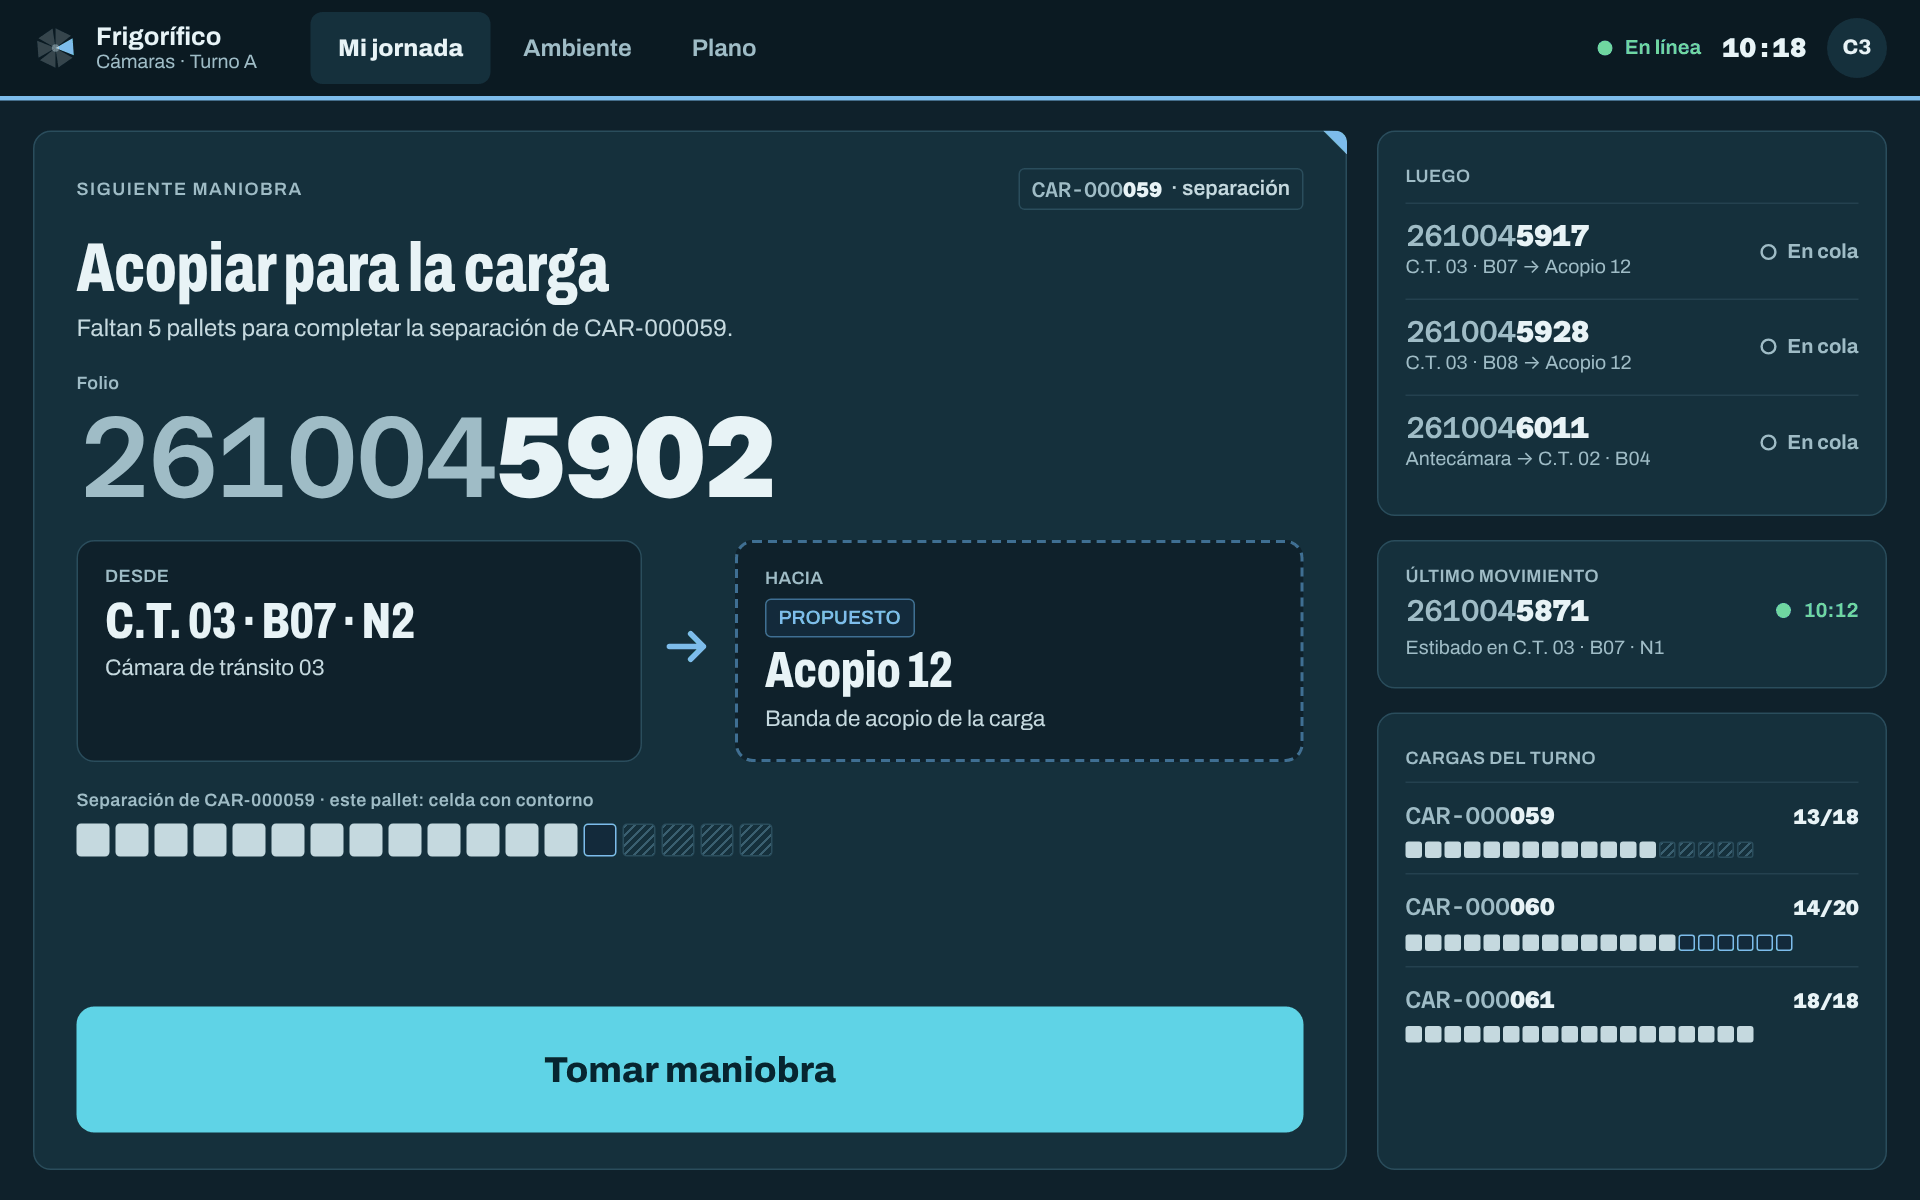 Frigorífico
Cámaras · Turno A
Mi jornada
Ambiente
Plano
En línea
10:18
C3
SIGUIENTE MANIOBRA
CAR-000059 · separación
Acopiar para la carga
Faltan 5 pallets para completar la separación de CAR-000059.
Folio
2610045902
DESDE
C.T. 03 · B07 · N2
Cámara de tránsito 03
→
HACIA
PROPUESTO
Acopio 12
Banda de acopio de la carga
Separación de CAR-000059 · este pallet: celda con contorno
Tomar maniobra
LUEGO
2610045917
C.T. 03 · B07 → Acopio 12
En cola
2610045928
C.T. 03 · B08 → Acopio 12
En cola
2610046011
Antecámara → C.T. 02 · B04
En cola
ÚLTIMO MOVIMIENTO
2610045871
10:12
Estibado en C.T. 03 · B07 · N1
CARGAS DEL TURNO
CAR-000059
13/18
CAR-000060
14/20
CAR-000061
18/18